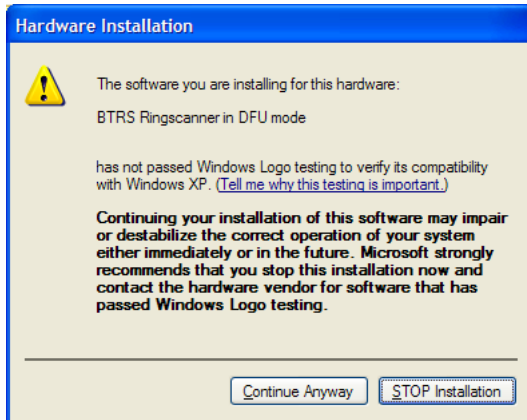 Hardware Installation
The software you are installing for this hardware:
BTRS Ringscanner in DFU mode
has not passed Windows Logo testing to verify its compatibility
with Windows XP. (Tell me why this testing is important.)
Continuing your installation of this software may impair
or destabilize the correct operation of your system
either immediately or in the future. Microsoft strongly
recommends that you stop this installation now and
contact the hardware vendor for software that has
passed Windows Logo testing.
Continue Anyway STOP Installation